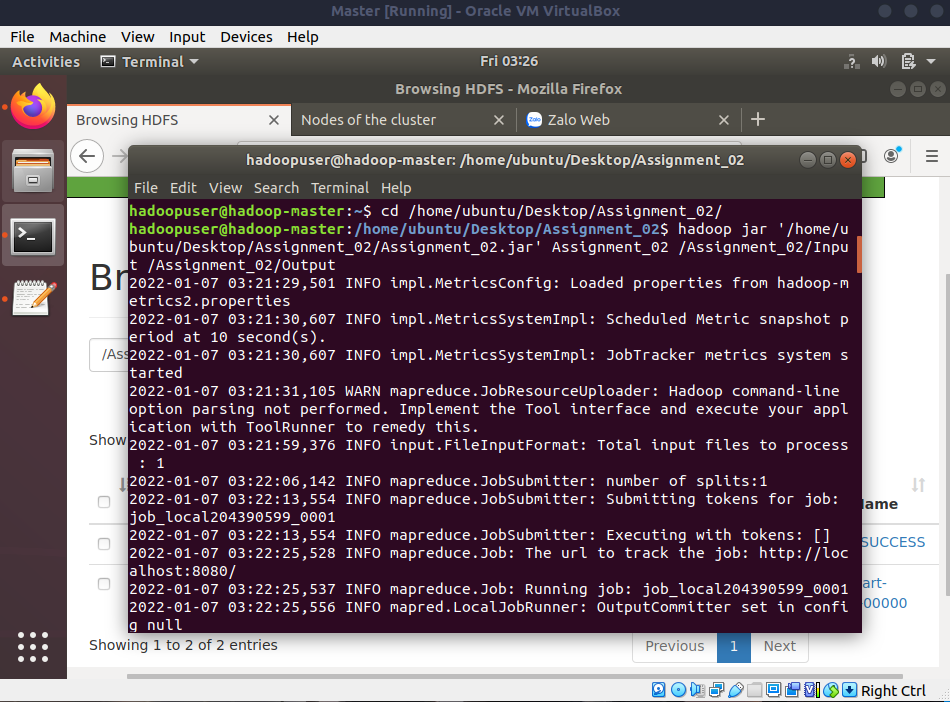 Master [Running] - Oracle VM VirtualBox
File Machine View Input Devices Help
Activities Terminal Fri 03:26
Browsing HDFS - Mozilla Firefox
Browsing HDFS Nodes of the cluster Zalo Web
hadoopuser@hadoop-master: /home/ubuntu/Desktop/Assignment_02
File Edit View Search Terminal Help
hadoopuser@hadoop-master:~$ cd /home/ubuntu/Desktop/Assignment_02/
hadoopuser@hadoop-master:/home/ubuntu/Desktop/Assignment_02$ hadoop jar '/home/u
buntu/Desktop/Assignment_02/Assignment_02.jar' Assignment_02 /Assignment_02/Inpu
t /Assignment_02/Output
2022-01-07 03:21:29,501 INFO impl.MetricsConfig: Loaded properties from hadoop-m
etrics2.properties
2022-01-07 03:21:30,607 INFO impl.MetricsSystemImpl: Scheduled Metric snapshot p
eriod at 10 second(s).
2022-01-07 03:21:30,607 INFO impl.MetricsSystemImpl: JobTracker metrics system s
tarted
2022-01-07 03:21:31,105 WARN mapreduce.JobResourceUploader: Hadoop command-line
option parsing not performed. Implement the Tool interface and execute your appl
ication with ToolRunner to remedy this.
2022-01-07 03:21:59,376 INFO input.FileInputFormat: Total input files to process
: 1
2022-01-07 03:22:06,142 INFO mapreduce.JobSubmitter: number of splits:1
2022-01-07 03:22:13,554 INFO mapreduce.JobSubmitter: Submitting tokens for job:
job_local204390599_0001
2022-01-07 03:22:13,554 INFO mapreduce.JobSubmitter: Executing with tokens: []
2022-01-07 03:22:25,528 INFO mapreduce.Job: The url to track the job: http://loc
alhost:8080/
2022-01-07 03:22:25,537 INFO mapreduce.Job: Running job: job_local204390599_0001
2022-01-07 03:22:25,556 INFO mapred.LocalJobRunner: OutputCommitter set in confi
g null
Br
/Ass
Show
ame
SUCCESS
art-
00000
Showing 1 to 2 of 2 entries
Previous 1 Next
Right Ctrl